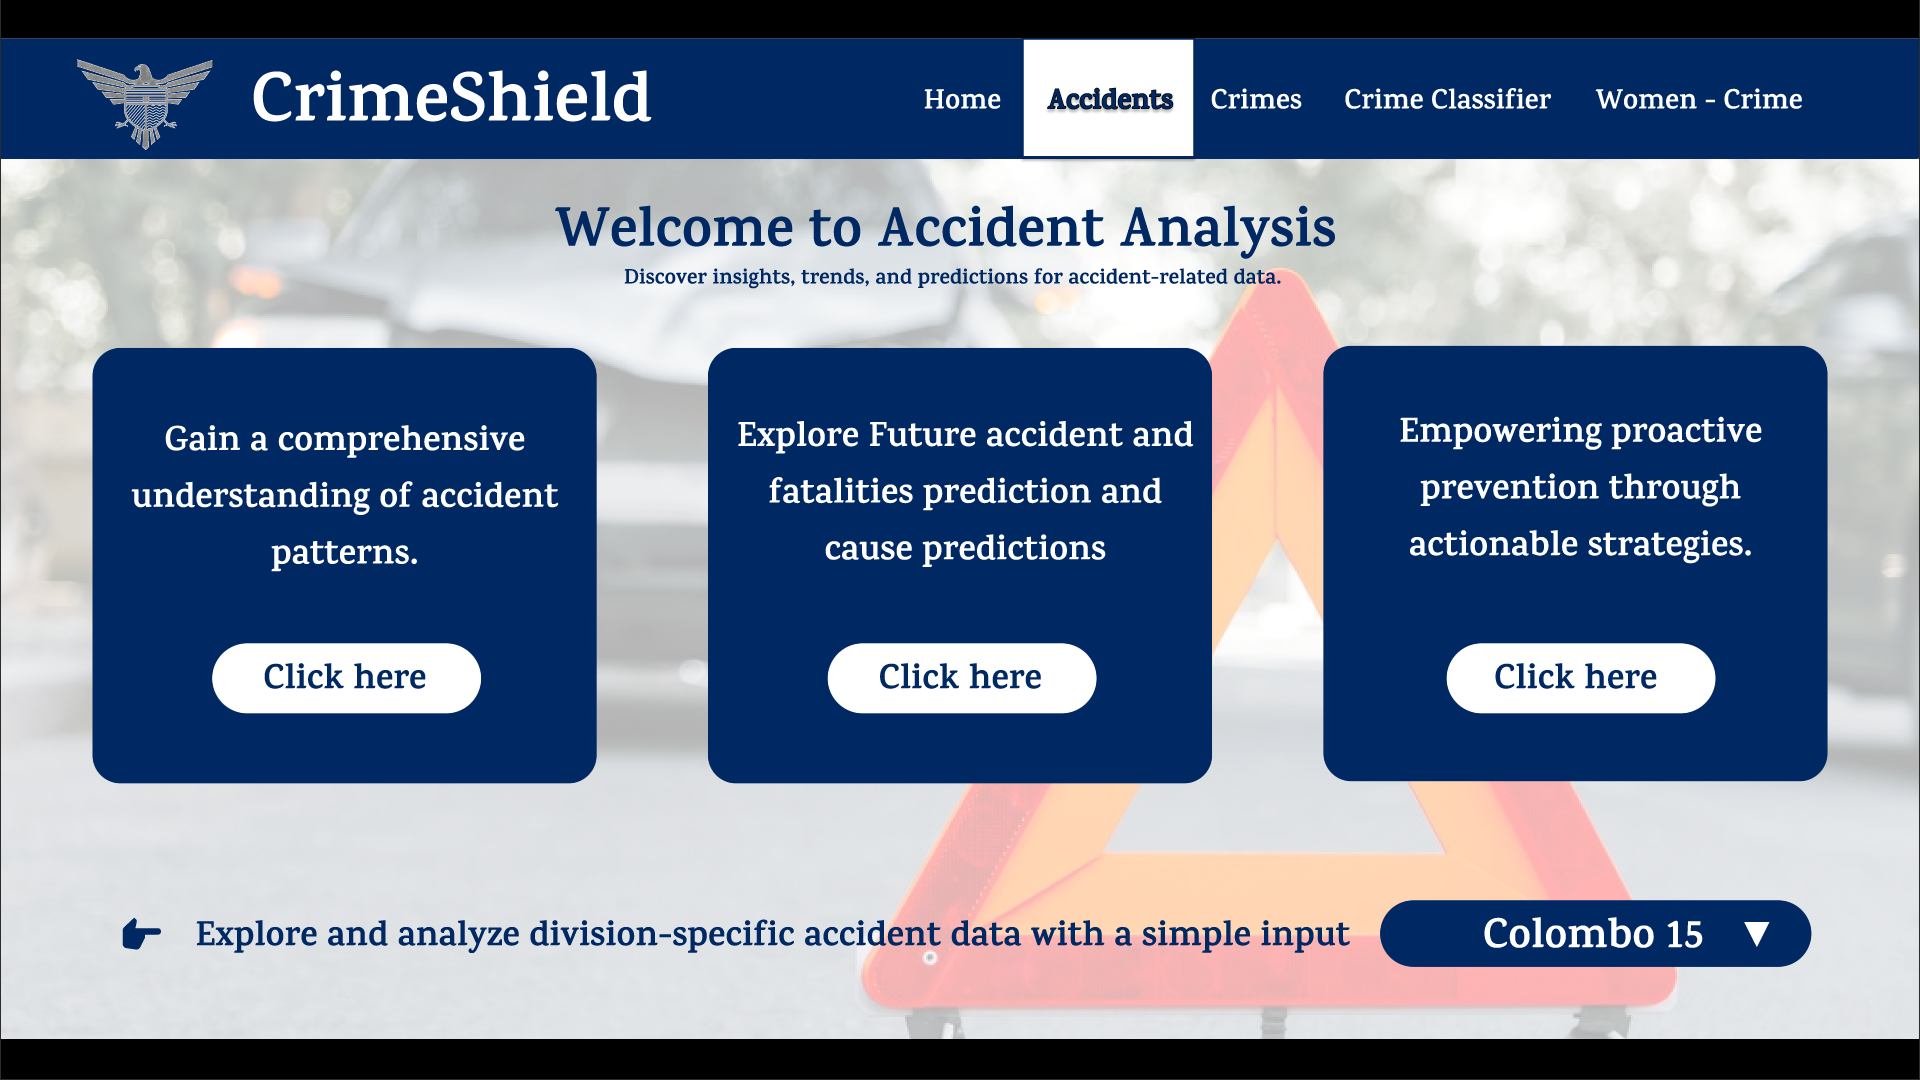 CrimeShield
Home
Accidents
Crimes
Crime Classifier
Women - Crime
Welcome to Accident Analysis
Discover insights, trends, and predictions for accident-related data.
Gain a comprehensive
understanding of accident
patterns.
Click here
Explore Future accident and
fatalities prediction and
cause predictions
Click here
Empowering proactive
prevention through
actionable strategies.
Click here
Explore and analyze division-specific accident data with a simple input
Colombo 15